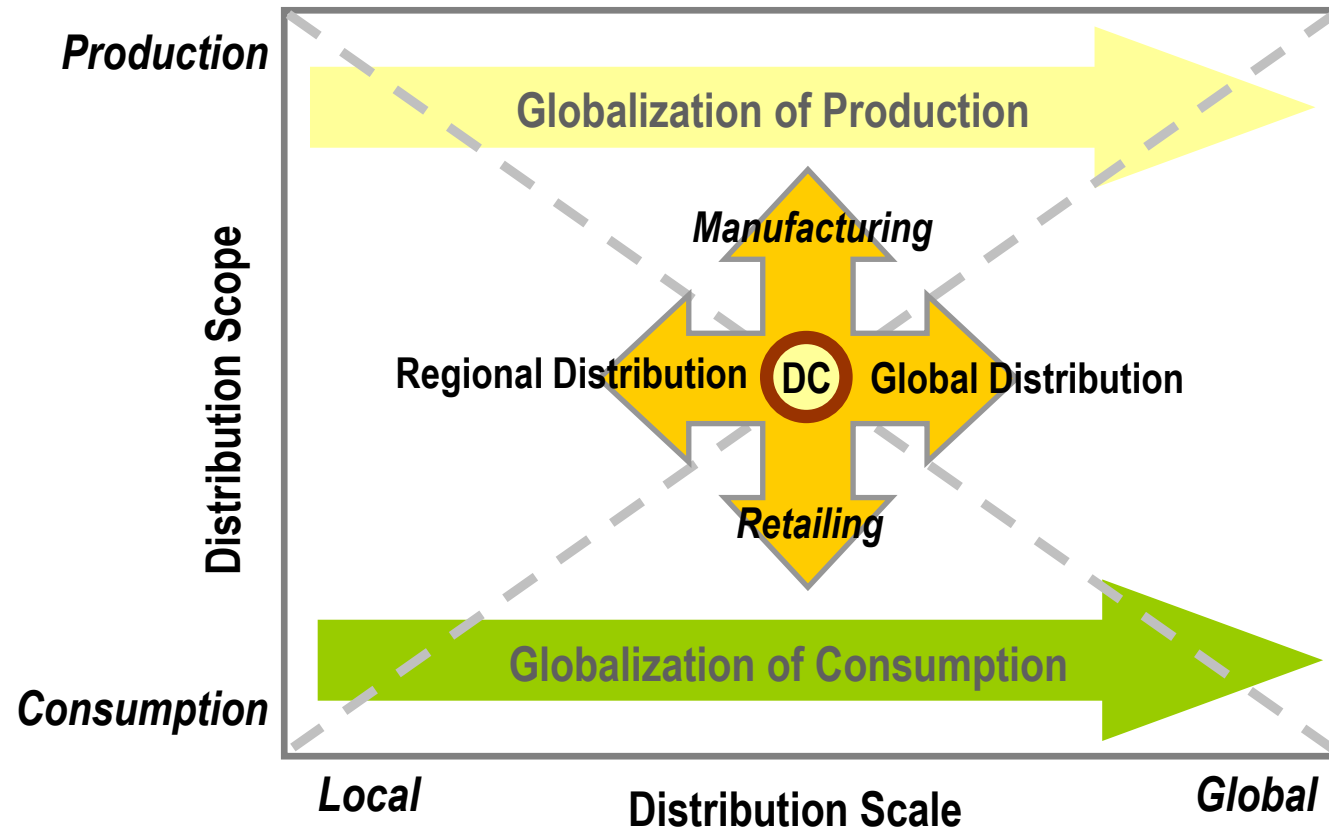 Production
Globalization of Production
Manufacturing
Distribution Scope
Regional Distribution
DC
Global Distribution
Retailing
Globalization of Consumption
Consumption
Local
Distribution Scale
Global